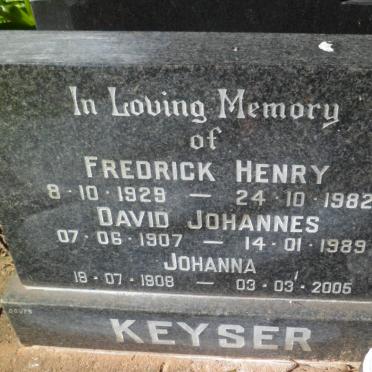 In Loving Memory
of
FREDRICK HENRY
8·10·1929 — 24·10·1982
DAVID JOHANNES
07·06·1907 — 14·01·1989
JOHANNA
18·07·1908 — 03·03·2005
KEYSER